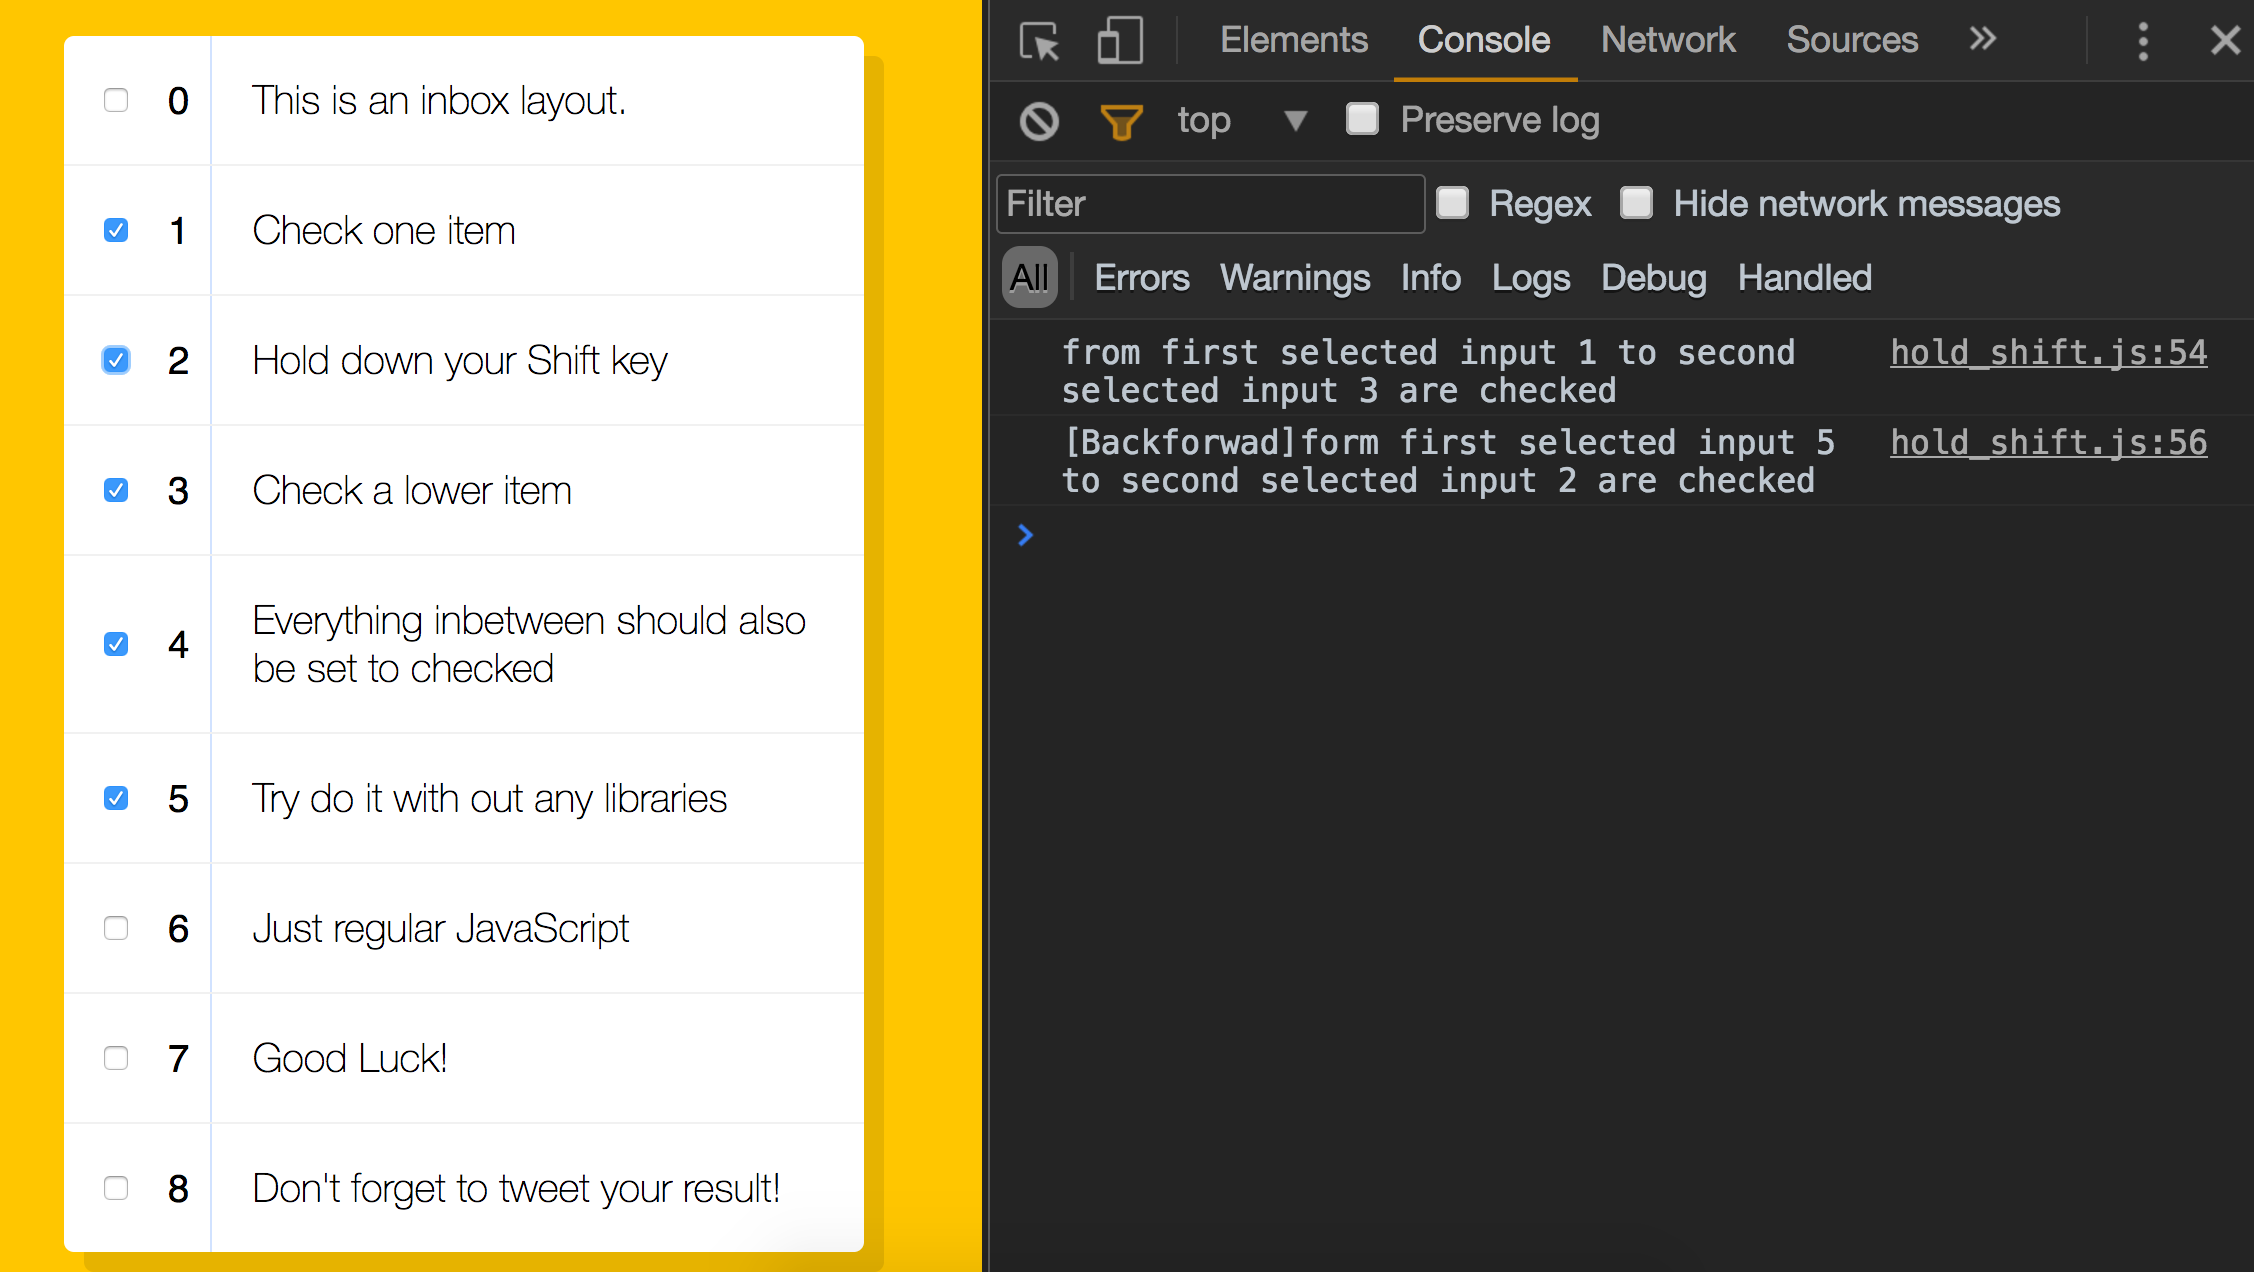 0 This is an inbox layout.
1 Check one item
2 Hold down your Shift key
3 Check a lower item
4 Everything inbetween should also
be set to checked
5 Try do it with out any libraries
6 Just regular JavaScript
7 Good Luck!
8 Don't forget to tweet your result!
Elements Console Network Sources
top Preserve log
Filter Regex Hide network messages
All Errors Warnings Info Logs Debug Handled
from first selected input 1 to second hold_shift.js:54
selected input 3 are checked
[Backforwad]form first selected input 5 hold_shift.js:56
to second selected input 2 are checked